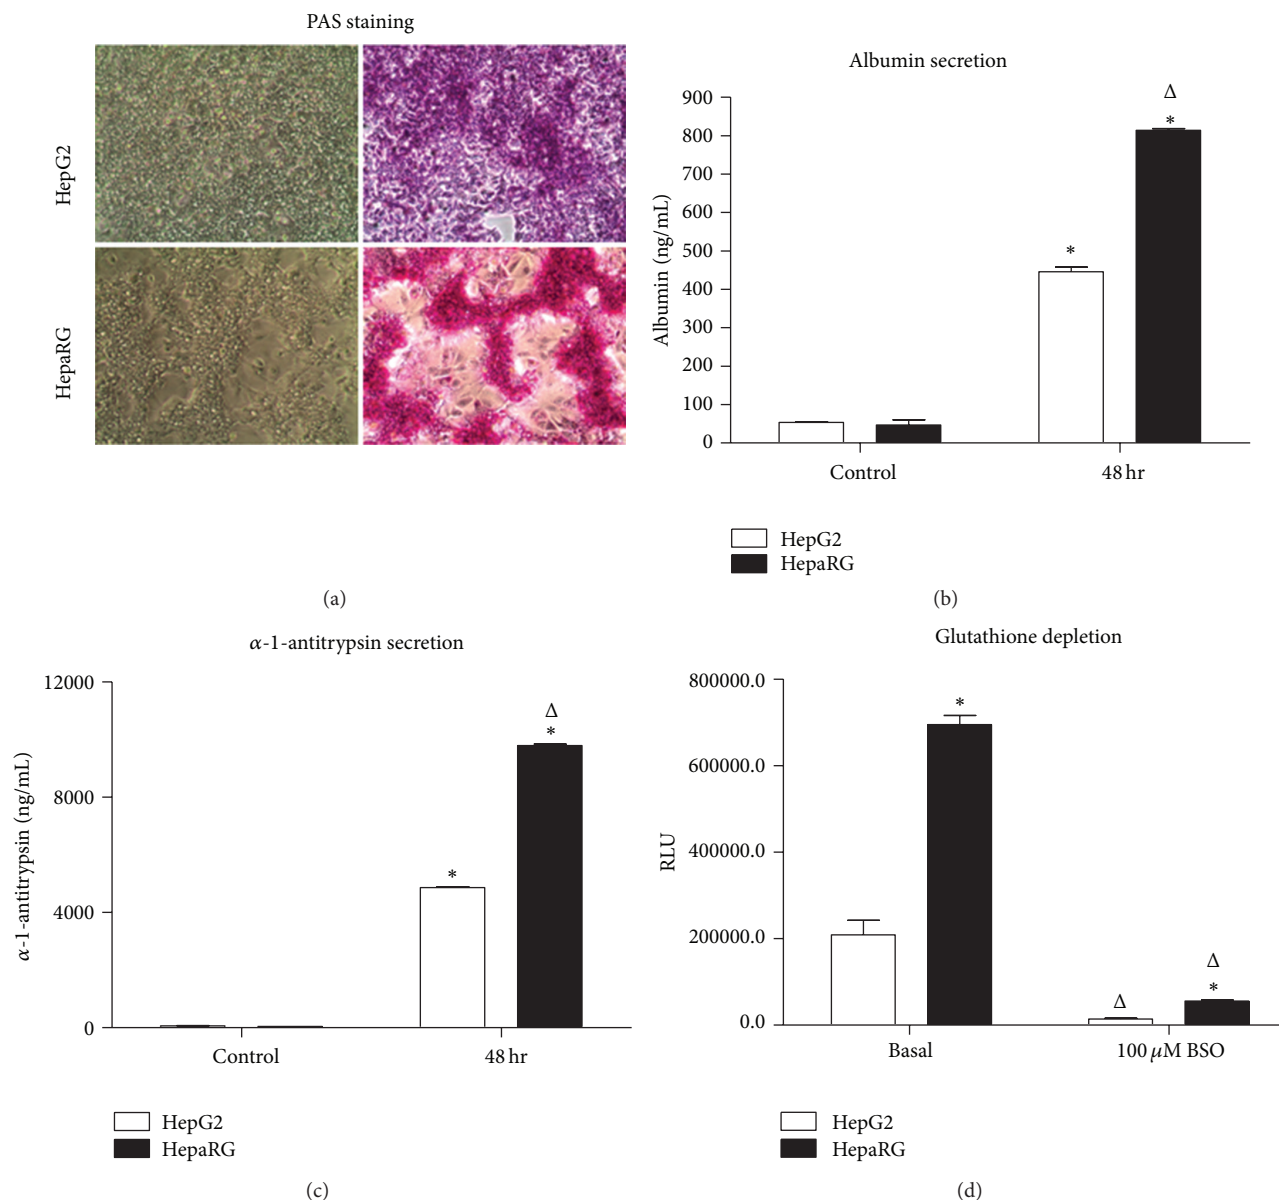 PAS staining
HepG2
HepaRG
(a)
Albumin secretion
Albumin (ng/mL)
900
800
700
600
500
400
300
200
100
0
*
Δ
*
Control
48 hr
HepG2
HepaRG
(b)
α-1-antitrypsin secretion
α-1-antitrypsin (ng/mL)
12000
8000
4000
0
*
Δ
*
Control
48 hr
HepG2
HepaRG
(c)
Glutathione depletion
RLU
800000.0
600000.0
400000.0
200000.0
0.0
*
Δ
Δ
*
Basal
100 μM BSO
HepG2
HepaRG
(d)